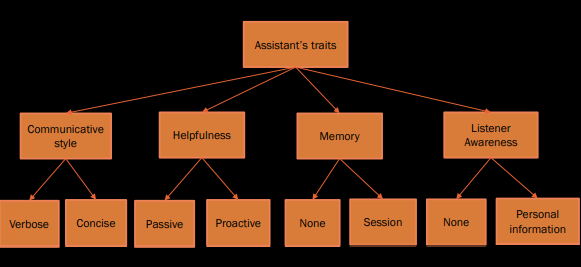 Assistant's traits
Communicative
style
Helpfulness
Memory
Listener
Awareness
Verbose
Concise
Passive
Proactive
None
Session
None
Personal
information